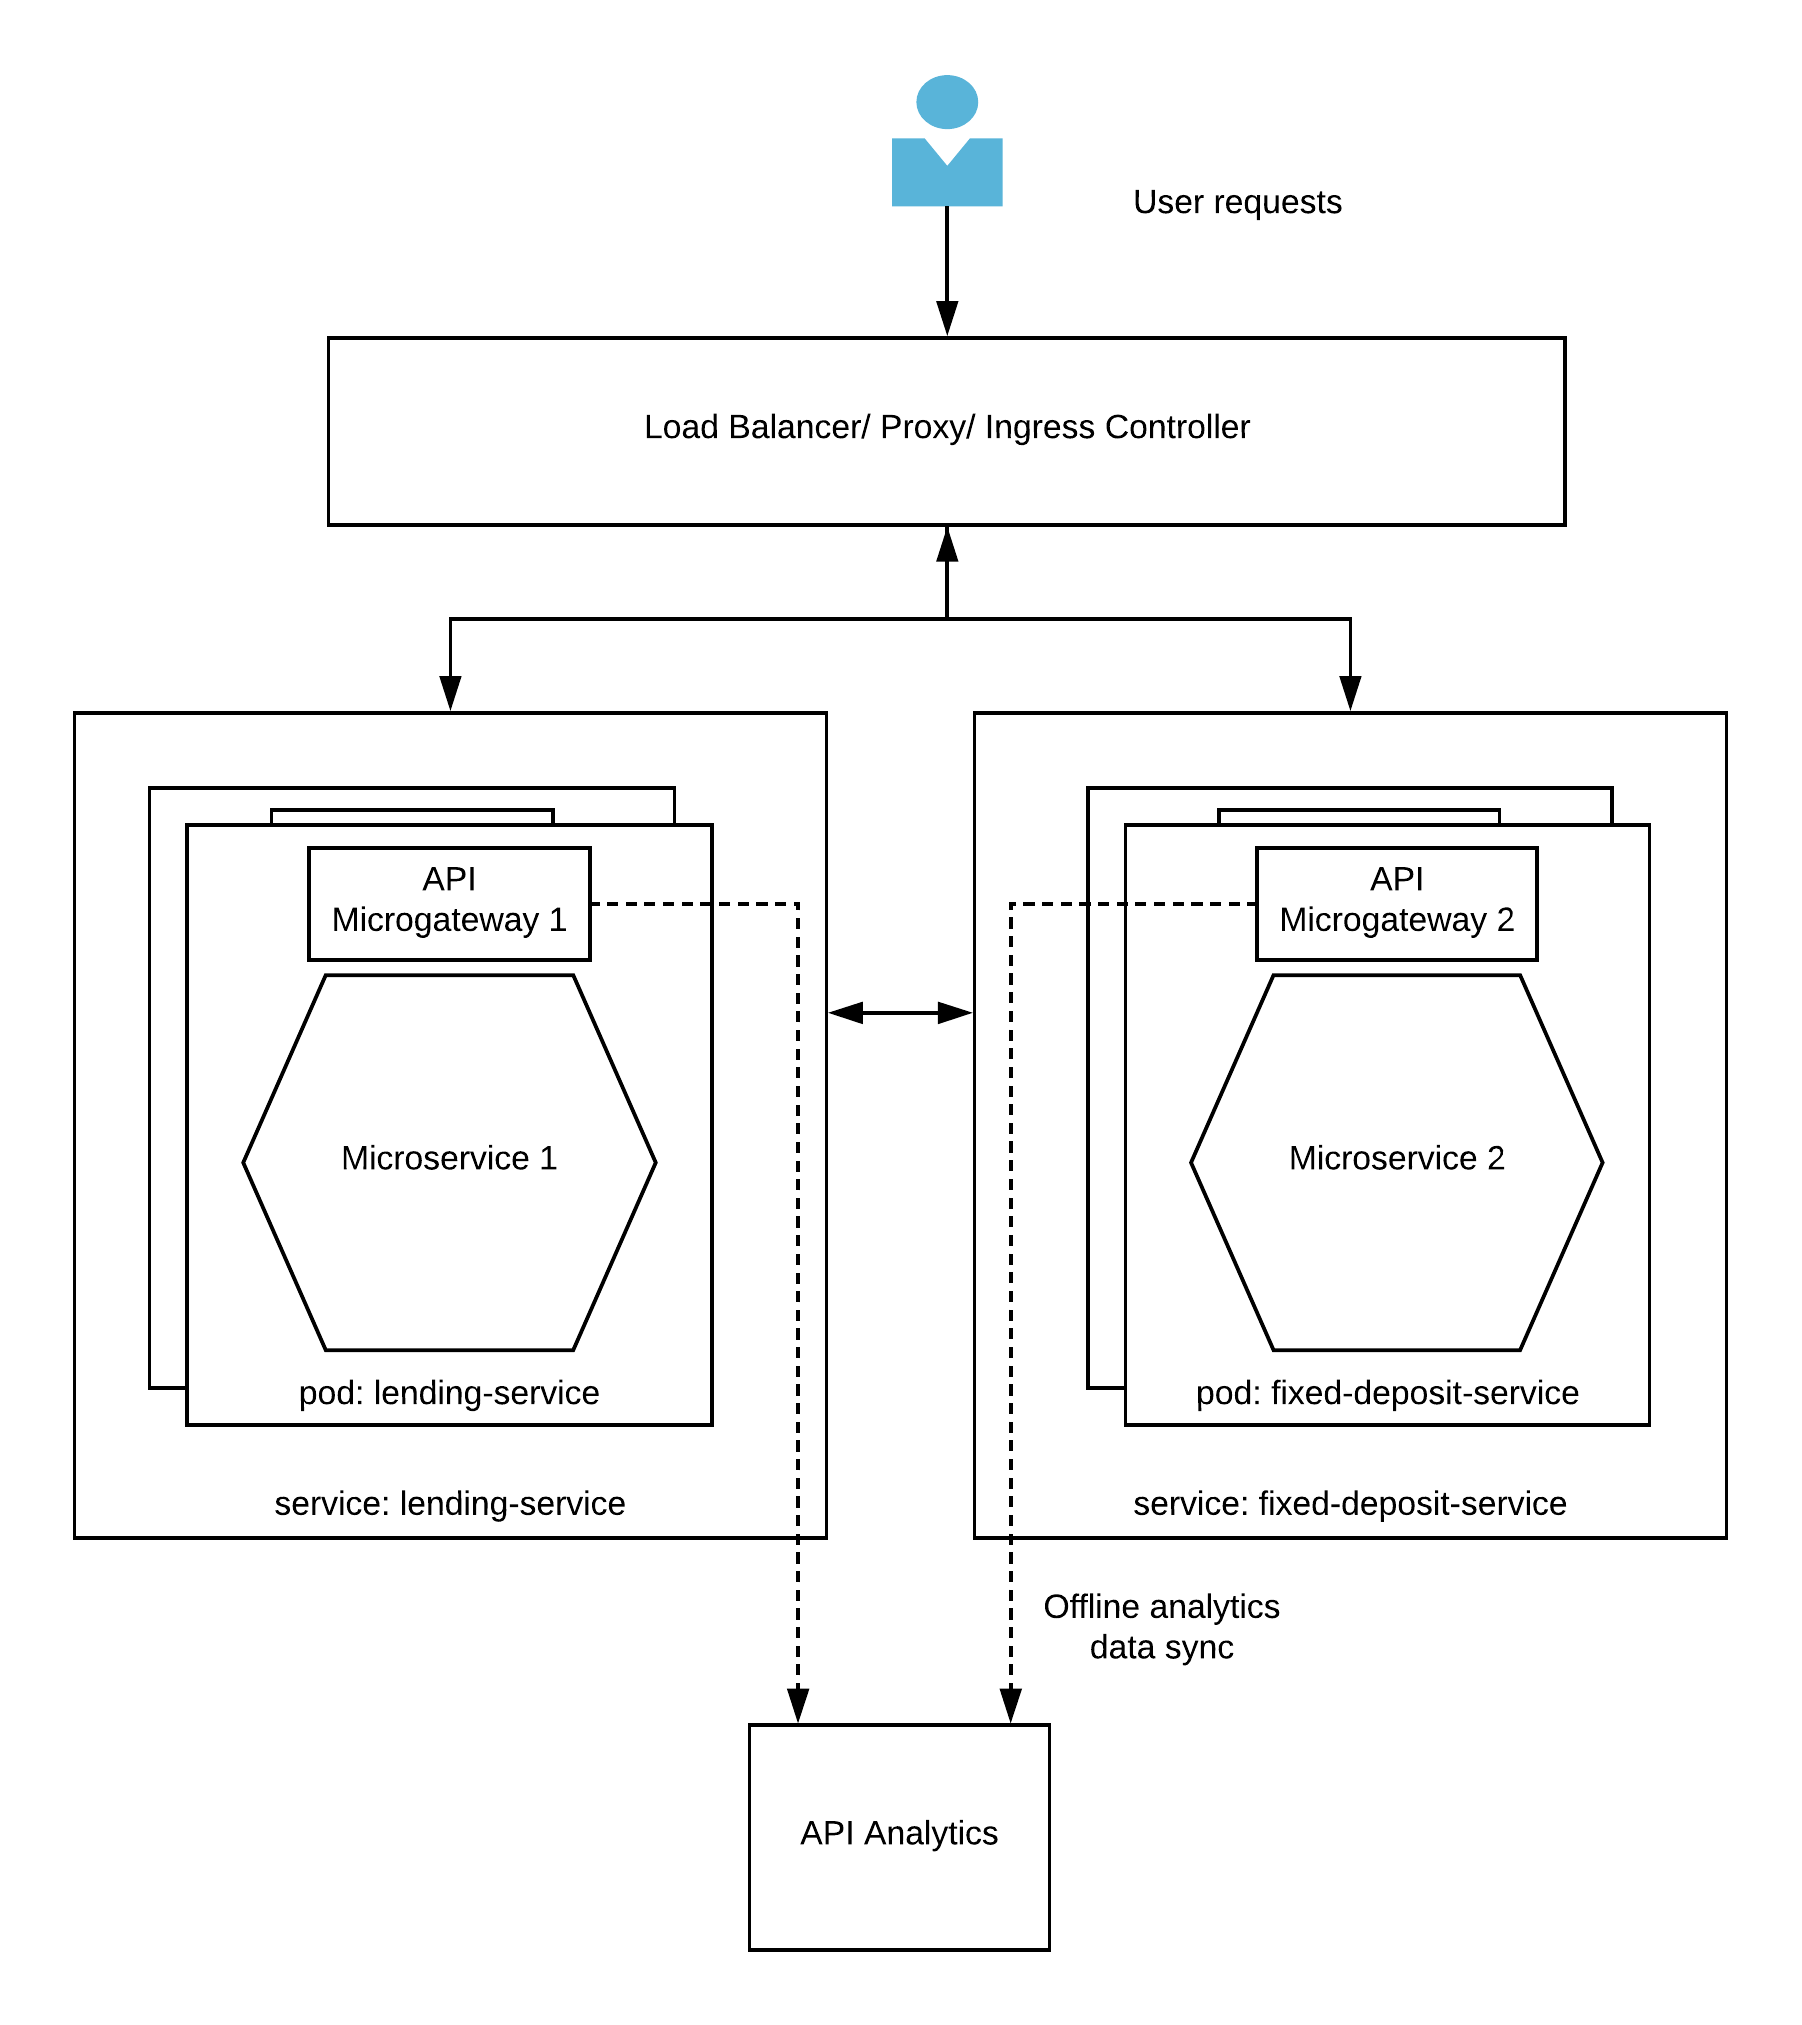 User requests
Load Balancer/ Proxy/ Ingress Controller
API
Microgateway 1
Microservice 1
pod: lending-service
service: lending-service
API
Microgateway 2
Microservice 2
pod: fixed-deposit-service
service: fixed-deposit-service
Offline analytics
data sync
API Analytics